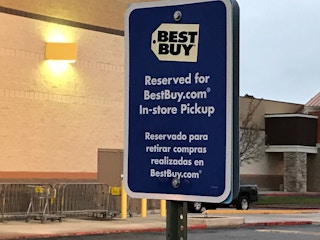 BEST
BUY
Reserved for
BestBuy.com®
In-store Pickup
Reservado para
retirar compras
realizadas en
BestBuy.com®